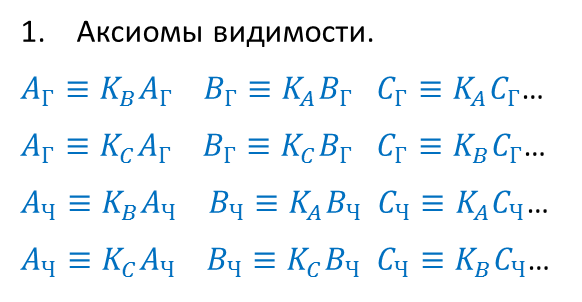 1. Аксиомы видимости.
A_Г ≡ K_B A_Г B_Г ≡ K_A B_Г C_Г ≡ K_A C_Г...
A_Г ≡ K_C A_Г B_Г ≡ K_C B_Г C_Г ≡ K_B C_Г...
A_Ч ≡ K_B A_Ч B_Ч ≡ K_A B_Ч C_Ч ≡ K_A C_Ч...
A_Ч ≡ K_C A_Ч B_Ч ≡ K_C B_Ч C_Ч ≡ K_B C_Ч...